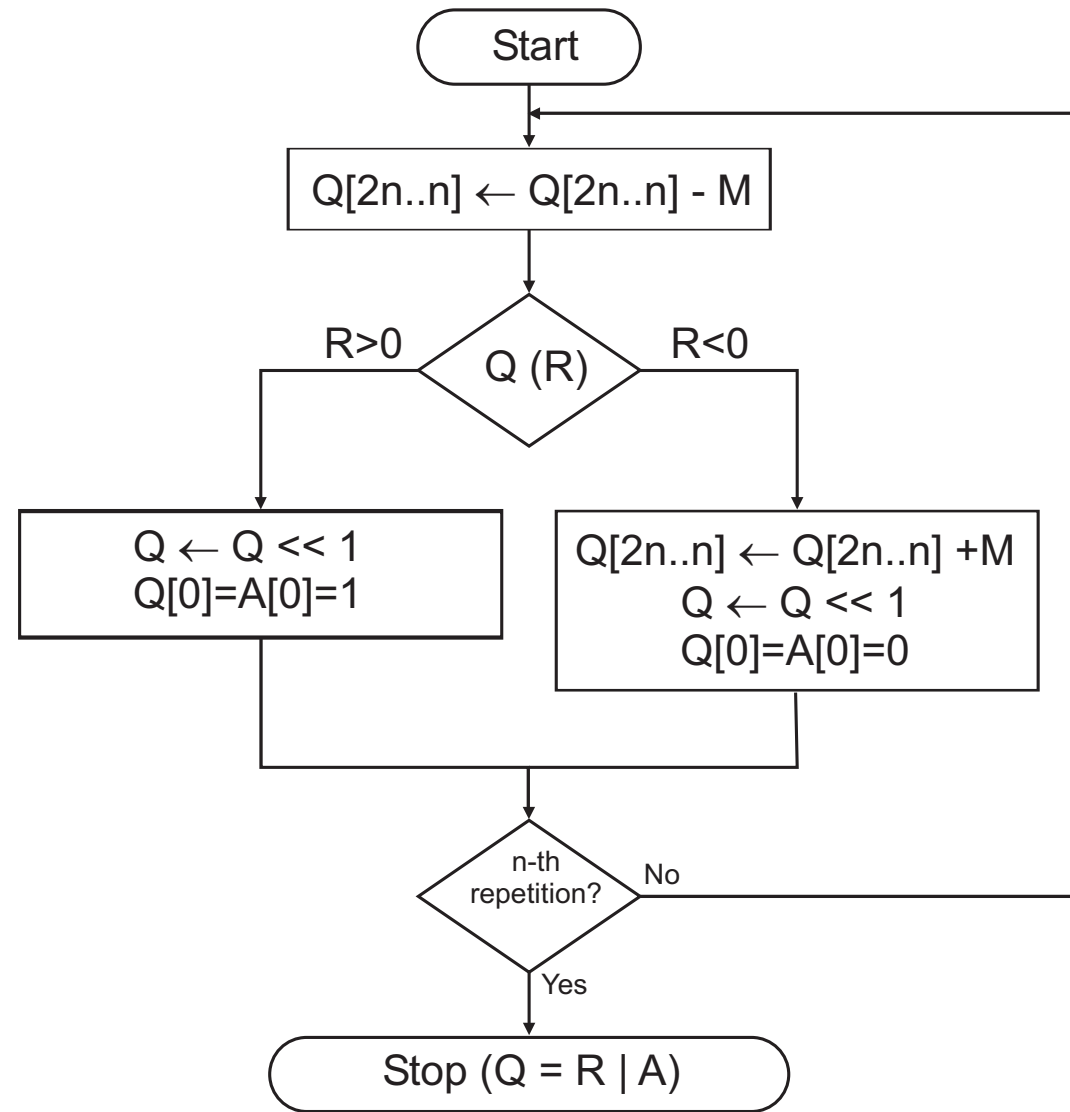 Start
Q[2n..n] ← Q[2n..n] - M
R>0
Q (R)
R<0
Q ← Q << 1
Q[0]=A[0]=1
Q[2n..n] ← Q[2n..n] +M
Q ← Q << 1
Q[0]=A[0]=0
n-th
repetition?
No
Yes
Stop (Q = R | A)